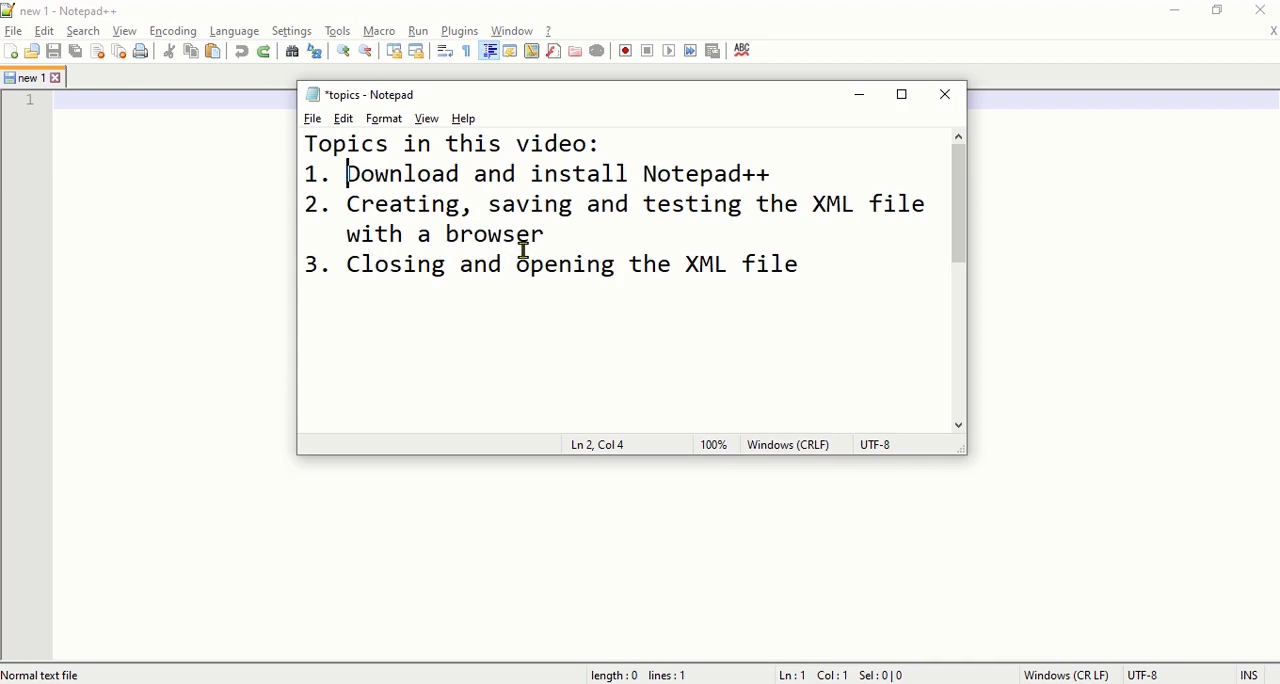 new 1 - Notepad++
File Edit Search View Encoding Language Settings Tools Macro Run Plugins Window ? X
ABC
new 1
1
*topics - Notepad
File Edit Format View Help
Topics in this video:
1. Download and install Notepad++
2. Creating, saving and testing the XML file
with a browser
3. Closing and opening the XML file
Ln 2, Col 4 100% Windows (CRLF) UTF-8
Normal text file length : 0 lines : 1 Ln : 1 Col : 1 Sel : 0 | 0 Windows (CR LF) UTF-8 INS